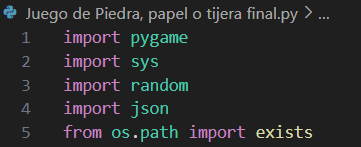 Juego de Piedra, papel o tijera final.py > ...
1 import pygame
2 import sys
3 import random
4 import json
5 from os.path import exists